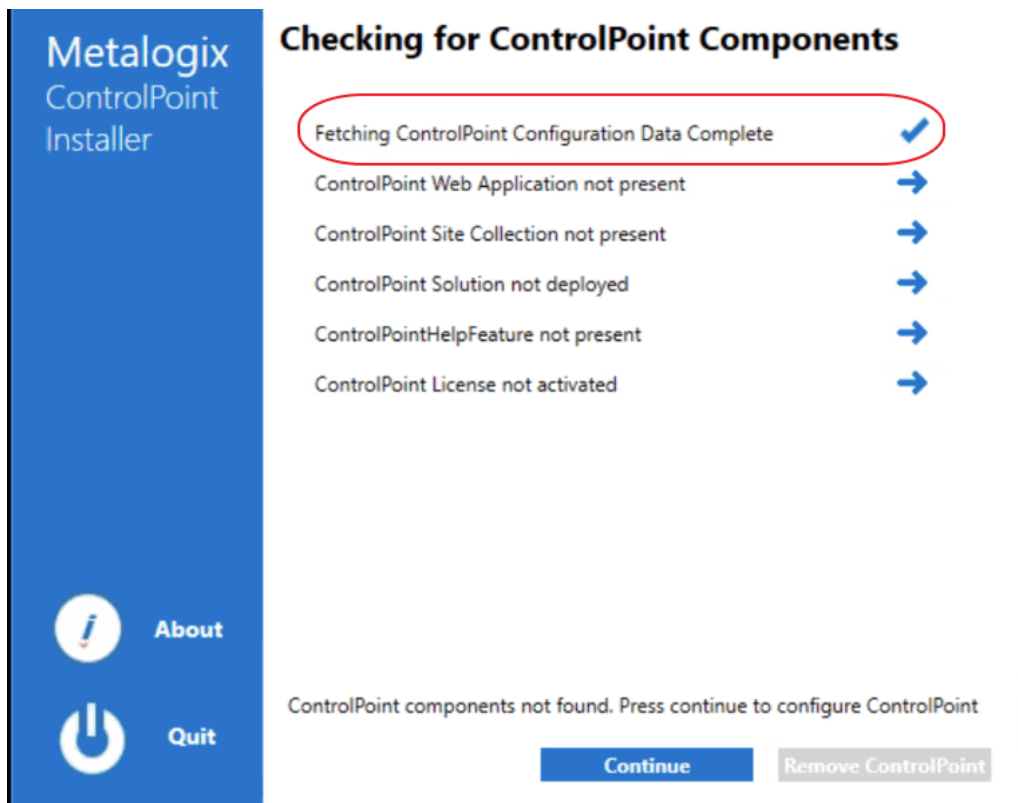 Metalogix
ControlPoint
Installer
Checking for ControlPoint Components
Fetching ControlPoint Configuration Data Complete
ControlPoint Web Application not present
ControlPoint Site Collection not present
ControlPoint Solution not deployed
ControlPointHelpFeature not present
ControlPoint License not activated
About
Quit
ControlPoint components not found. Press continue to configure ControlPoint
Continue
Remove ControlPoint